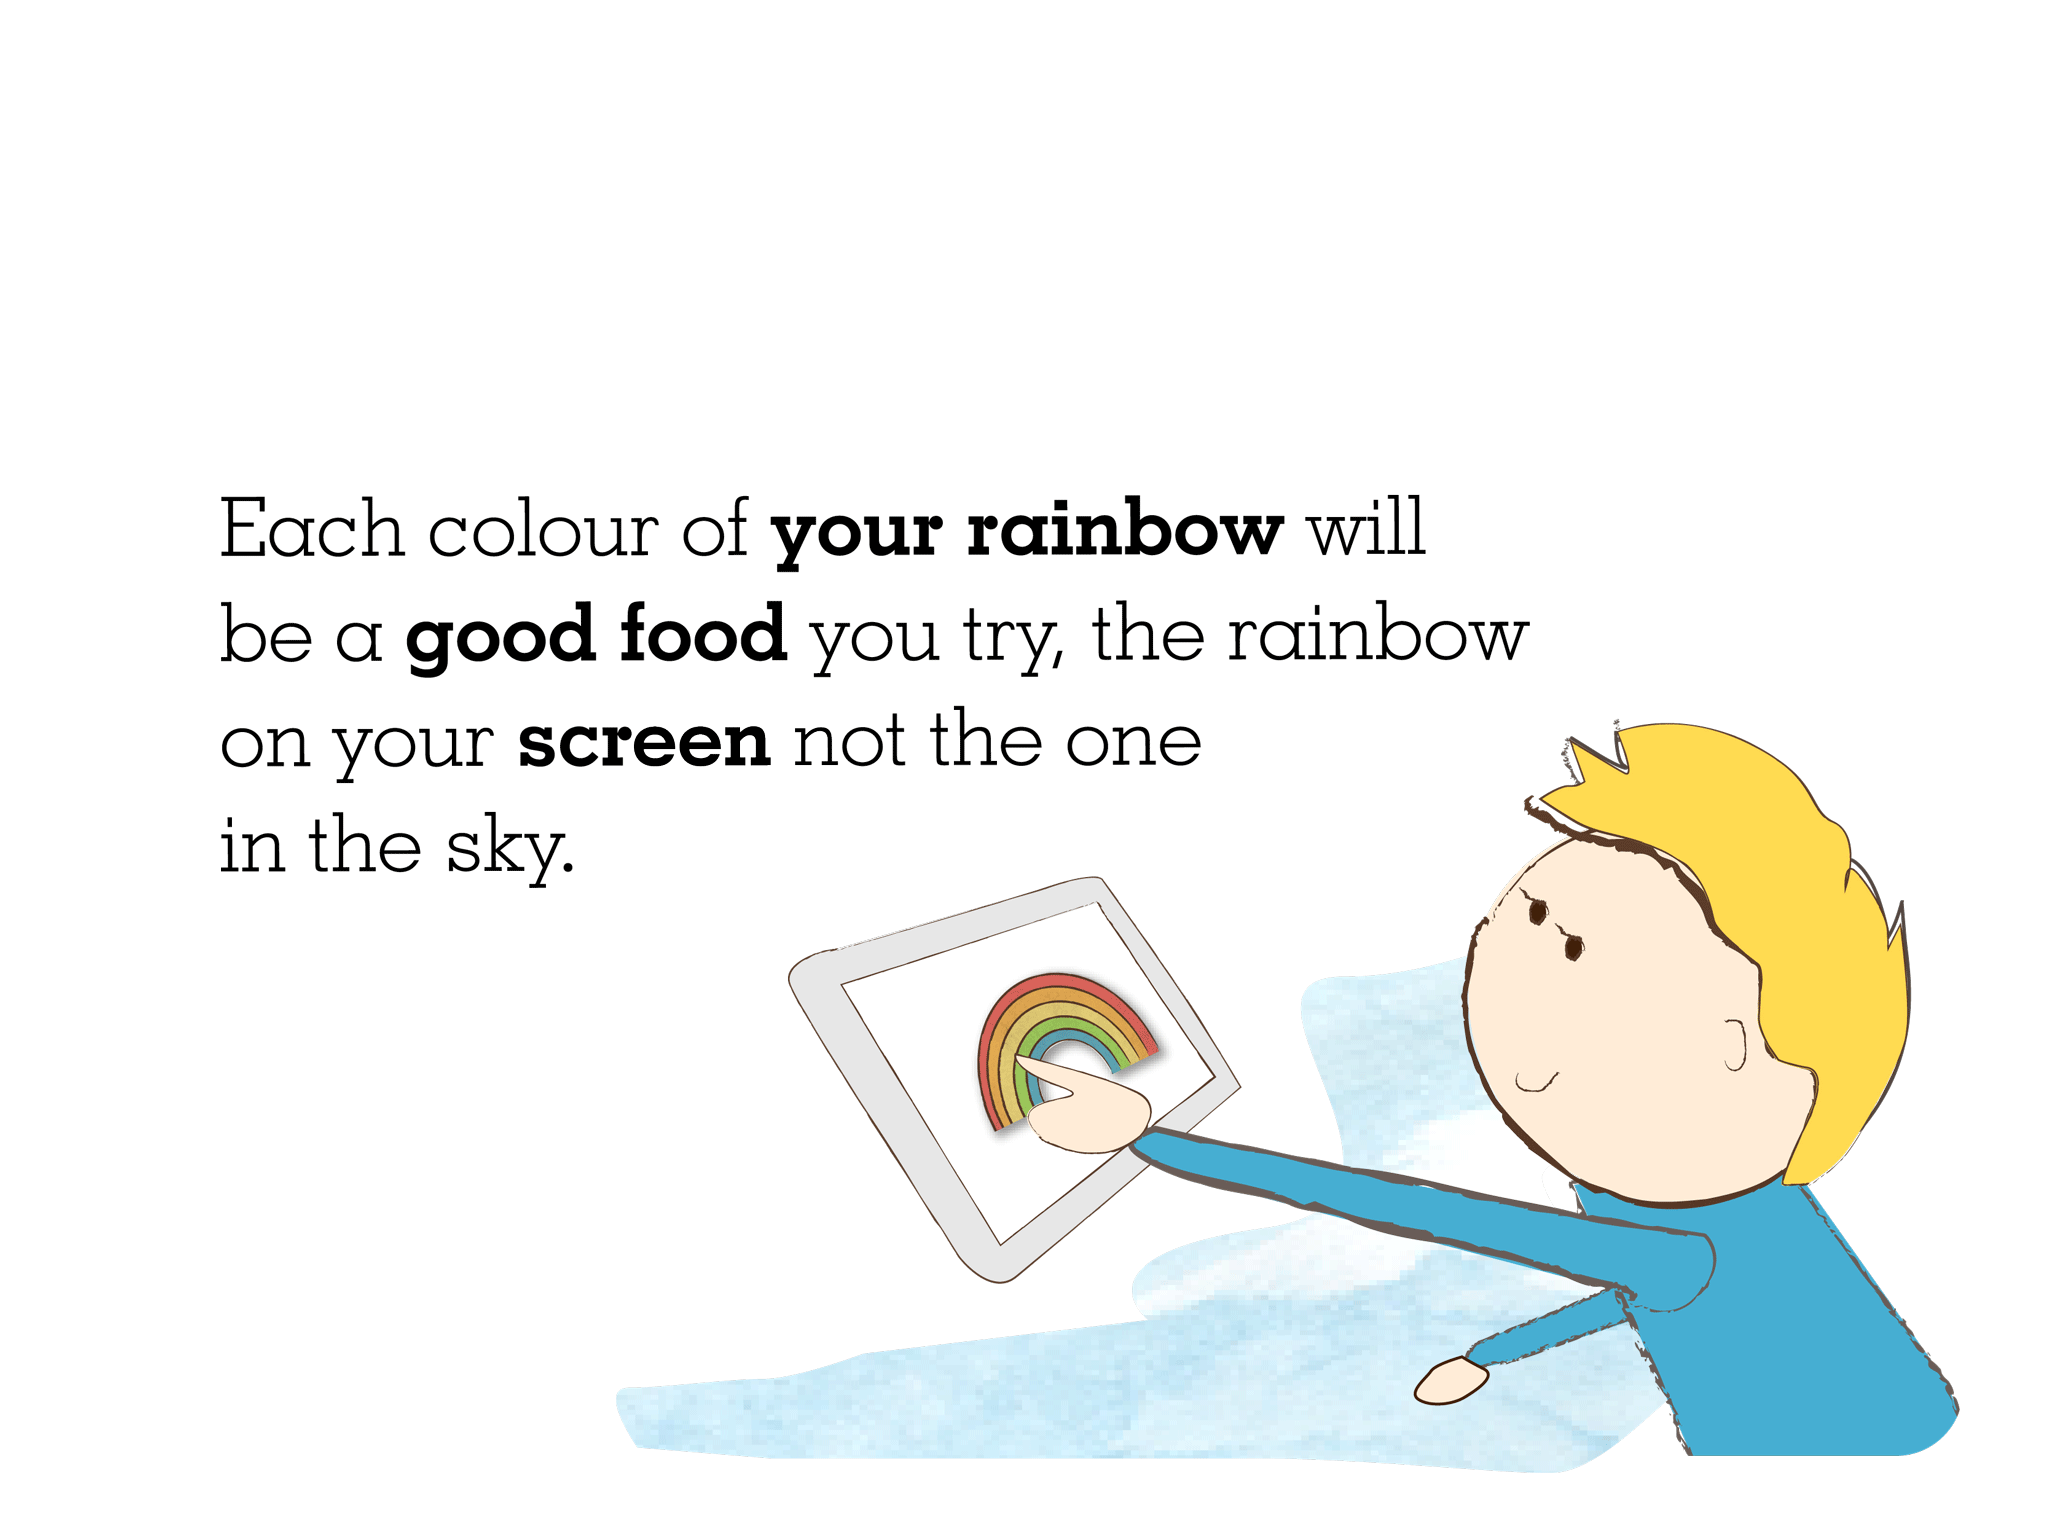 Each colour of your rainbow will
be a good food you try, the rainbow
on your screen not the one
in the sky.